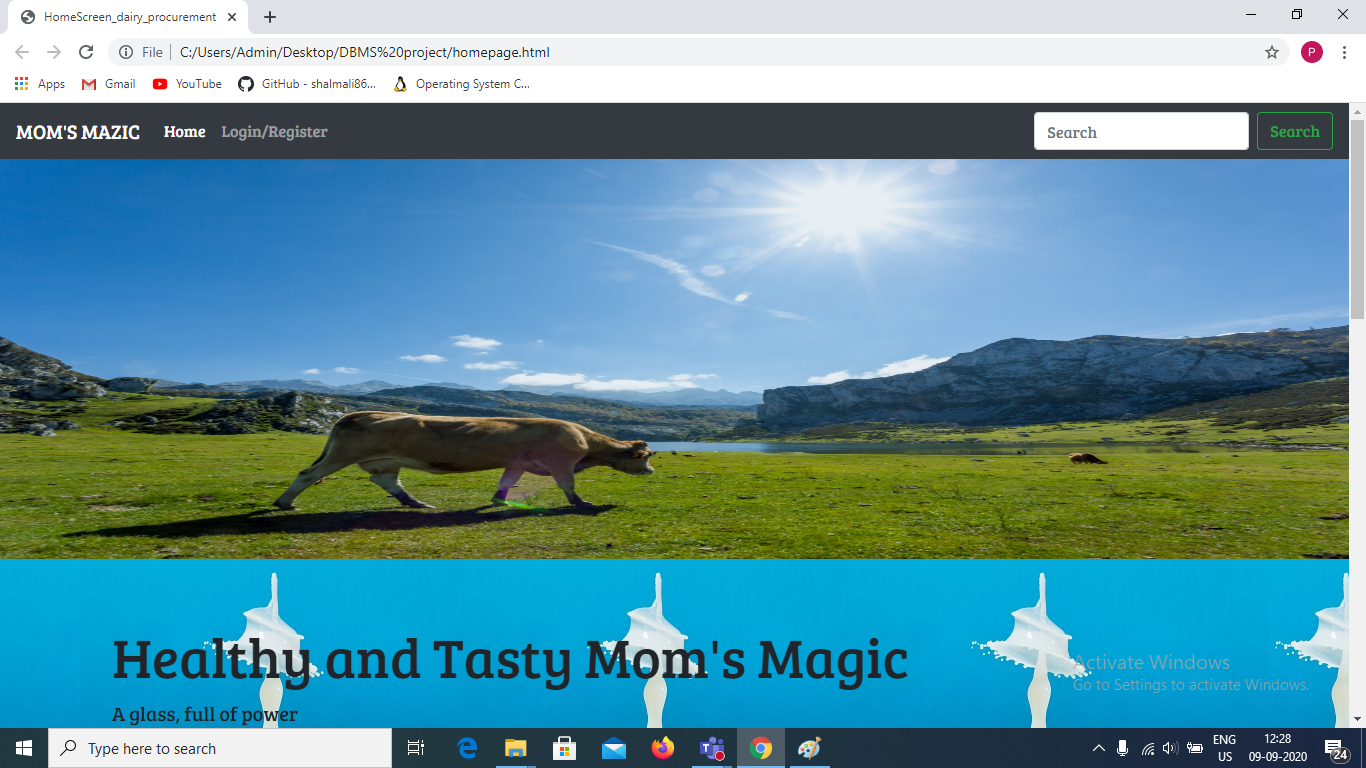 HomeScreen_dairy_procurement
File
C:/Users/Admin/Desktop/DBMS%20project/homepage.html
P
Apps
Gmail
YouTube
GitHub - shalmali86...
Operating System C...
MOM'S MAZIC
Home
Login/Register
Search
Search
Healthy and Tasty Mom's Magic
A glass, full of power
Activate Windows
Go to Settings to activate Windows.
Type here to search
ENG
US
12:28
09-09-2020
24